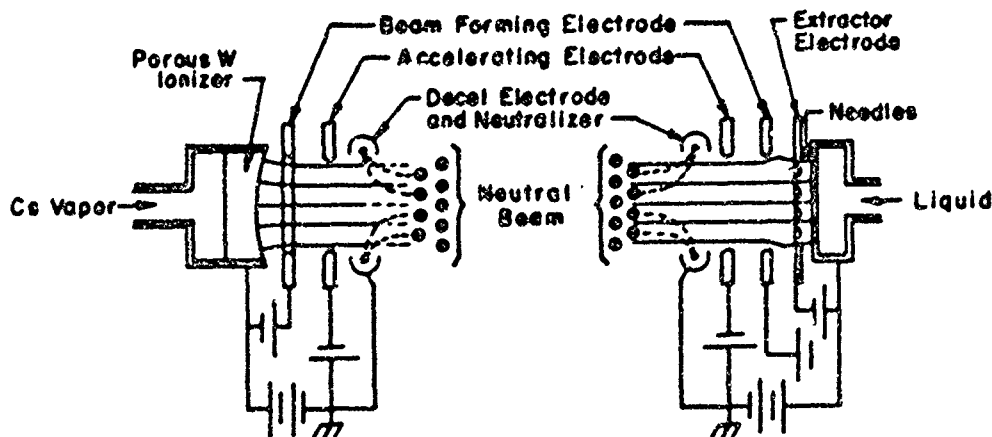 Beam Forming Electrode
Extractor
Electrode
Porous W
Ionizer
Accelerating Electrode
Decel Electrode
and Neutralizer
Needles
Cs Vapor
Neutral
Beam
Liquid